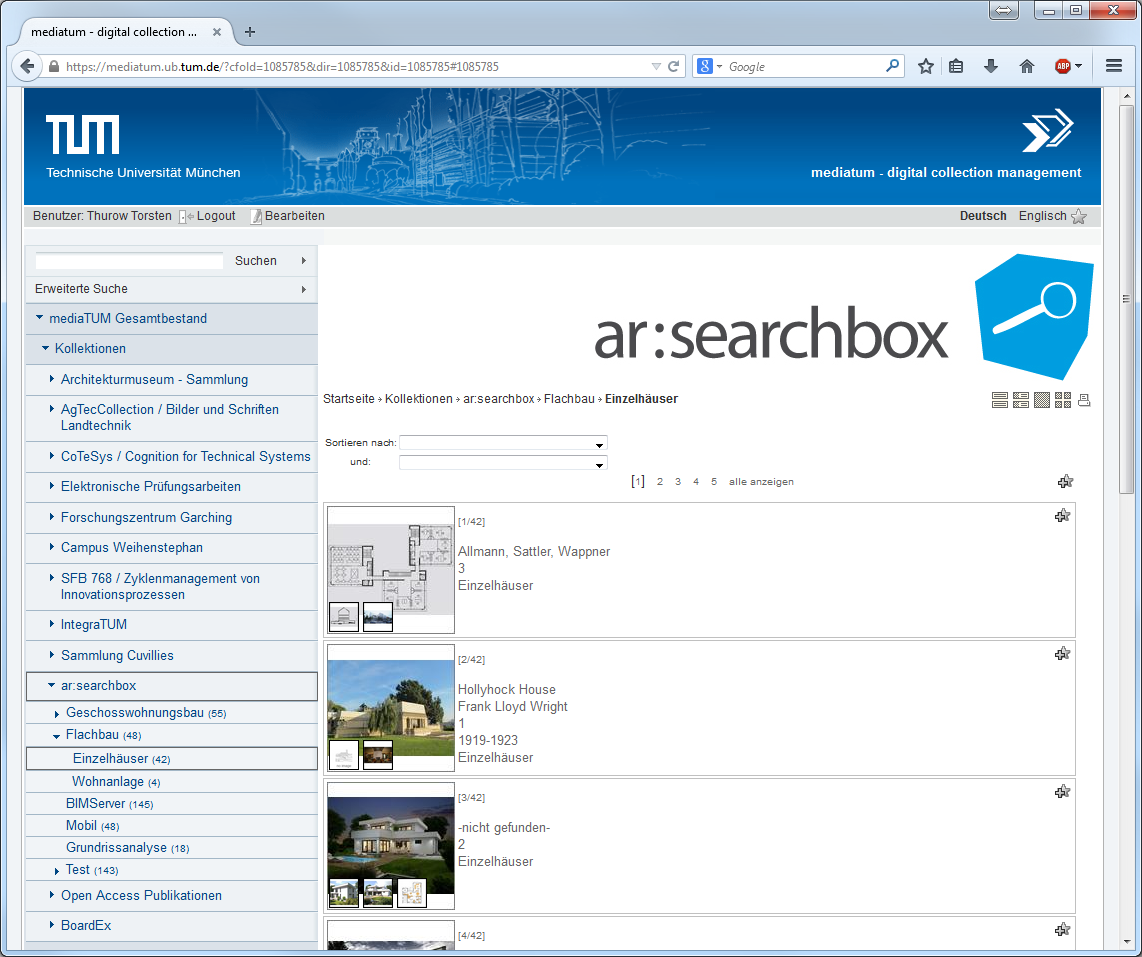 mediatum - digital collection ...
https://mediatum.ub.tum.de/?cfold=1085785&dir=1085785&id=1085785#1085785
Google
ABP
TUM
Technische Universität München
mediatum - digital collection management
Benutzer: Thurow Torsten Logout Bearbeiten
Deutsch Englisch
Suchen
Erweiterte Suche
mediaTUM Gesamtbestand
Kollektionen
Architekturmuseum - Sammlung
AgTecCollection / Bilder und Schriften
Landtechnik
CoTeSys / Cognition for Technical Systems
Elektronische Prüfungsarbeiten
Forschungszentrum Garching
Campus Weihenstephan
SFB 768 / Zyklenmanagement von
Innovationsprozessen
IntegraTUM
Sammlung Cuvillies
ar:searchbox
Geschosswohnungsbau (55)
Flachbau (48)
Einzelhäuser (42)
Wohnanlage (4)
BIMServer (145)
Mobil (48)
Grundrissanalyse (18)
Test (143)
Open Access Publikationen
BoardEx
ar:searchbox
Startseite › Kollektionen › ar:searchbox › Flachbau › Einzelhäuser
Sortieren nach:
und:
[1] 2 3 4 5 alle anzeigen
[1/42]
Allmann, Sattler, Wappner
3
Einzelhäuser
[2/42]
Hollyhock House
Frank Lloyd Wright
1
1919-1923
Einzelhäuser
[3/42]
-nicht gefunden-
2
Einzelhäuser
[4/42]